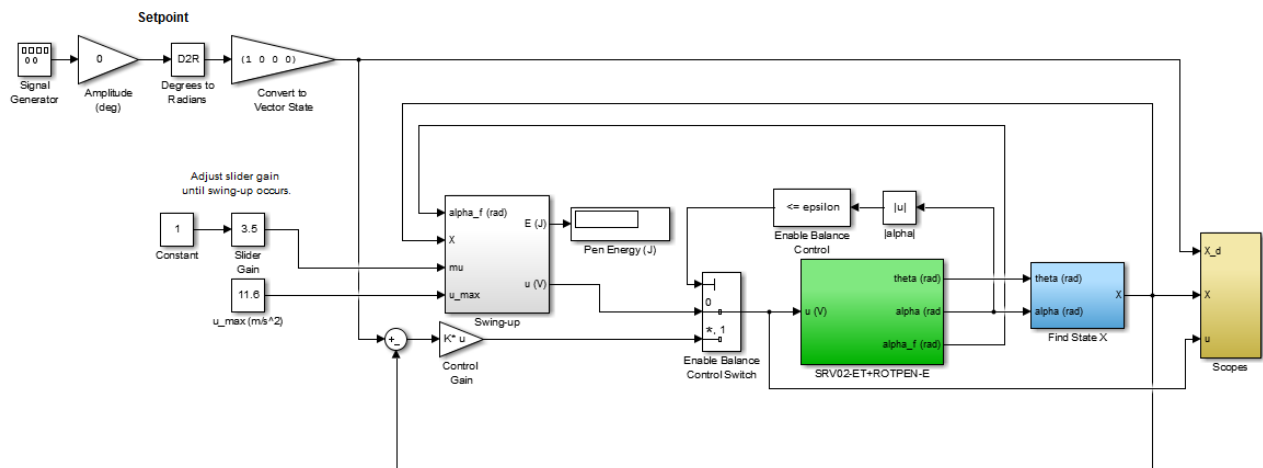 Setpoint
0
D2R
(1 0 0 0)
Signal
Generator
Amplitude
(deg)
Degrees to
Radians
Convert to
Vector State
Adjust slider gain
until swing-up occurs.
1
Constant
3.5
Slider
Gain
11.6
u_max (m/s^2)
alpha_f (rad)
X
mu
u_max
E (J)
u (V)
Swing-up
Pen Energy (J)
K* u
Control
Gain
<= epsilon
Enable Balance
Control
|u|
|alpha|
0
*, 1
Enable Balance
Control Switch
u (V)
theta (rad)
alpha (rad
alpha_f (rad)
SRV02-ET+ROTPEN-E
theta (rad)
alpha (rad)
X
Find State X
X_d
X
u
Scopes